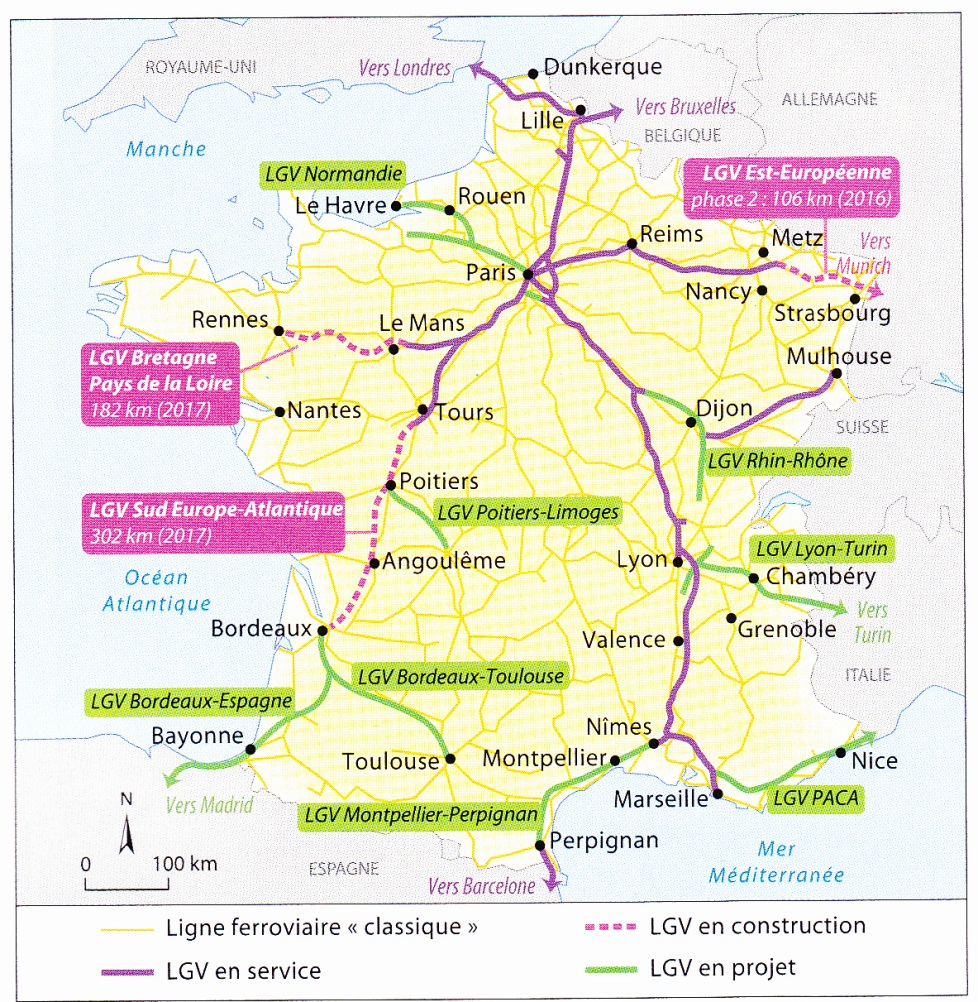 ROYAUME-UNI
Vers Londres
Dunkerque
Vers Bruxelles
ALLEMAGNE
Lille
BELGIQUE
Manche
LGV Normandie
LGV Est-Européenne
phase 2 : 106 km (2016)
Le Havre
Rouen
Reims
Metz
Vers
Munich
Paris
Nancy
Strasbourg
Rennes
Le Mans
LGV Bretagne
Pays de la Loire
182 km (2017)
Mulhouse
Nantes
Tours
Dijon
SUISSE
LGV Rhin-Rhône
Poitiers
LGV Sud Europe-Atlantique
302 km (2017)
LGV Poitiers-Limoges
Angoulême
Lyon
LGV Lyon-Turin
Chambéry
Océan
Atlantique
Vers
Turin
Bordeaux
Valence
Grenoble
LGV Bordeaux-Toulouse
ITALIE
LGV Bordeaux-Espagne
Bayonne
Nîmes
Toulouse
Montpellier
Nice
Vers Madrid
Marseille
LGV PACA
LGV Montpellier-Perpignan
N
Perpignan
0 100 km
ESPAGNE
Mer
Méditerranée
Vers Barcelone
Ligne ferroviaire « classique »
LGV en construction
LGV en service
LGV en projet